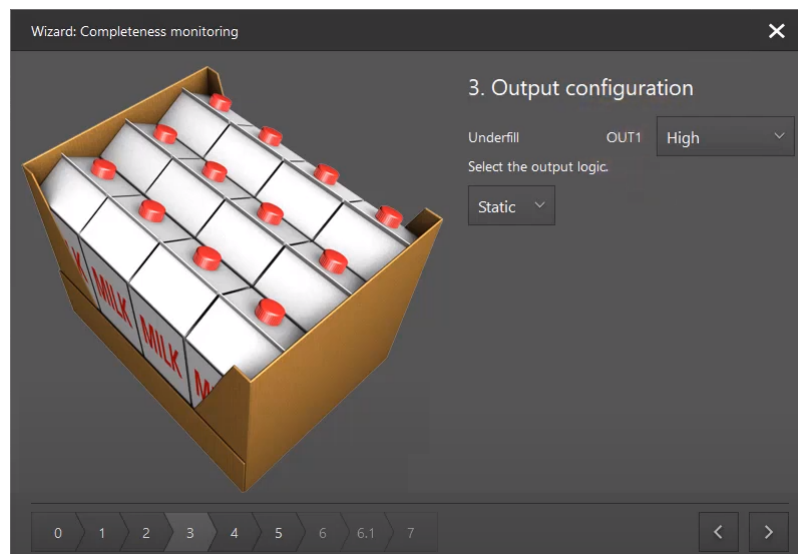 Wizard: Completeness monitoring
3. Output configuration
Underfill OUT1 High
Select the output logic.
Static
MILK
MILK
0 1 2 3 4 5 6 6.1 7